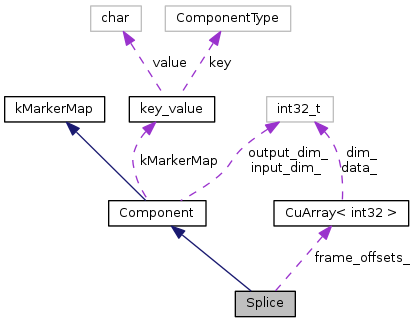 char
ComponentType
value
key
kMarkerMap
key_value
int32_t
kMarkerMap
output_dim_
input_dim_
dim_
data_
Component
CuArray< int32 >
frame_offsets_
Splice